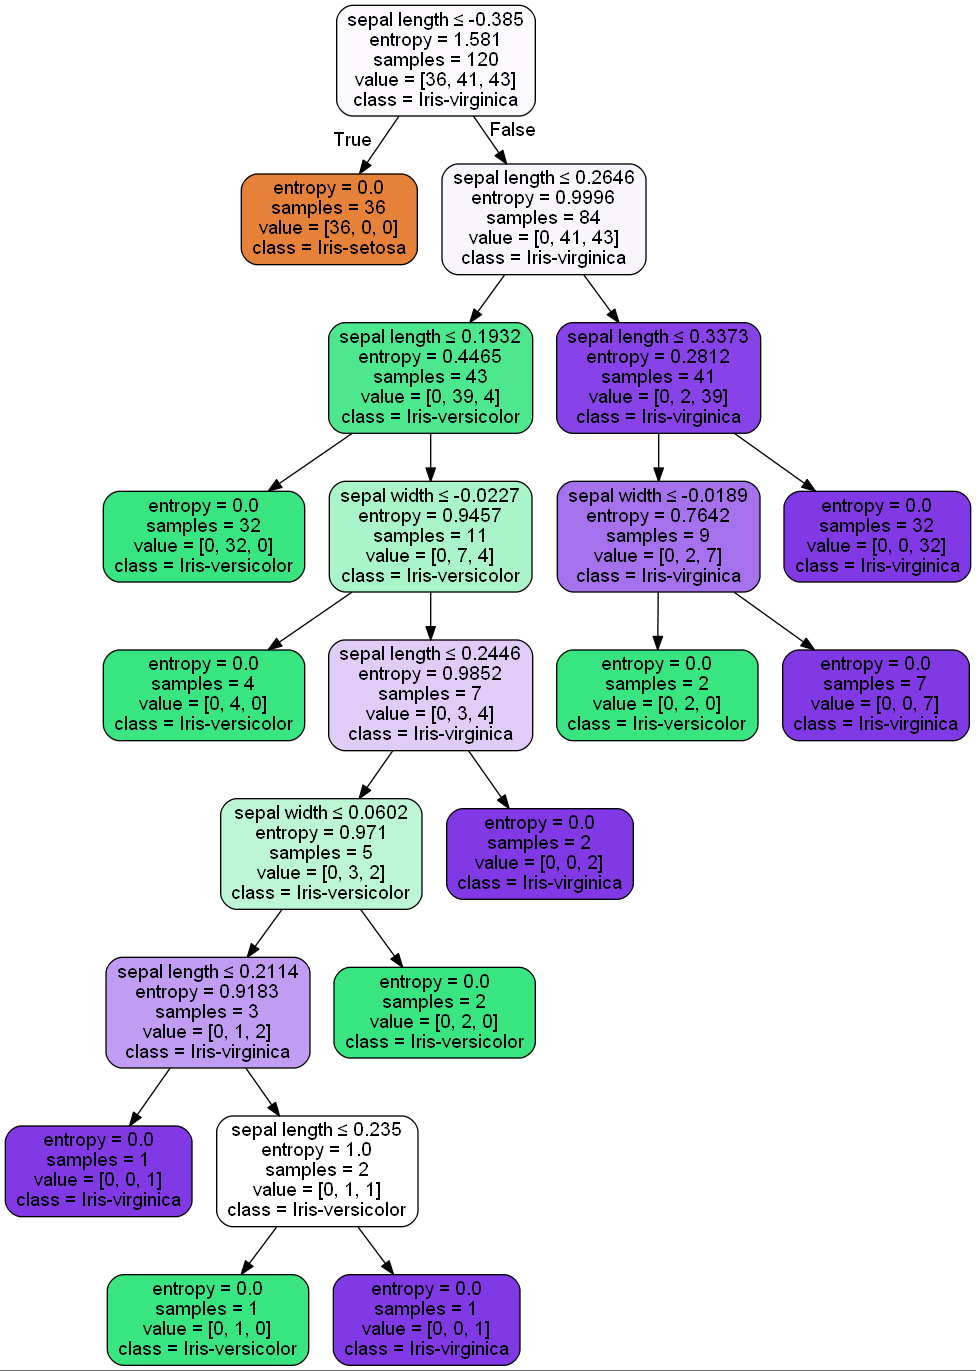 sepal length ≤ -0.385
entropy = 1.581
samples = 120
value = [36, 41, 43]
class = Iris-virginica
True
False
entropy = 0.0
samples = 36
value = [36, 0, 0]
class = Iris-setosa
sepal length ≤ 0.2646
entropy = 0.9996
samples = 84
value = [0, 41, 43]
class = Iris-virginica
sepal length ≤ 0.1932
entropy = 0.4465
samples = 43
value = [0, 39, 4]
class = Iris-versicolor
sepal length ≤ 0.3373
entropy = 0.2812
samples = 41
value = [0, 2, 39]
class = Iris-virginica
entropy = 0.0
samples = 32
value = [0, 32, 0]
class = Iris-versicolor
sepal width ≤ -0.0227
entropy = 0.9457
samples = 11
value = [0, 7, 4]
class = Iris-versicolor
sepal width ≤ -0.0189
entropy = 0.7642
samples = 9
value = [0, 2, 7]
class = Iris-virginica
entropy = 0.0
samples = 32
value = [0, 0, 32]
class = Iris-virginica
entropy = 0.0
samples = 4
value = [0, 4, 0]
class = Iris-versicolor
sepal length ≤ 0.2446
entropy = 0.9852
samples = 7
value = [0, 3, 4]
class = Iris-virginica
entropy = 0.0
samples = 2
value = [0, 2, 0]
class = Iris-versicolor
entropy = 0.0
samples = 7
value = [0, 0, 7]
class = Iris-virginica
sepal width ≤ 0.0602
entropy = 0.971
samples = 5
value = [0, 3, 2]
class = Iris-versicolor
entropy = 0.0
samples = 2
value = [0, 0, 2]
class = Iris-virginica
sepal length ≤ 0.2114
entropy = 0.9183
samples = 3
value = [0, 1, 2]
class = Iris-virginica
entropy = 0.0
samples = 2
value = [0, 2, 0]
class = Iris-versicolor
entropy = 0.0
samples = 1
value = [0, 0, 1]
class = Iris-virginica
sepal length ≤ 0.235
entropy = 1.0
samples = 2
value = [0, 1, 1]
class = Iris-versicolor
entropy = 0.0
samples = 1
value = [0, 1, 0]
class = Iris-versicolor
entropy = 0.0
samples = 1
value = [0, 0, 1]
class = Iris-virginica